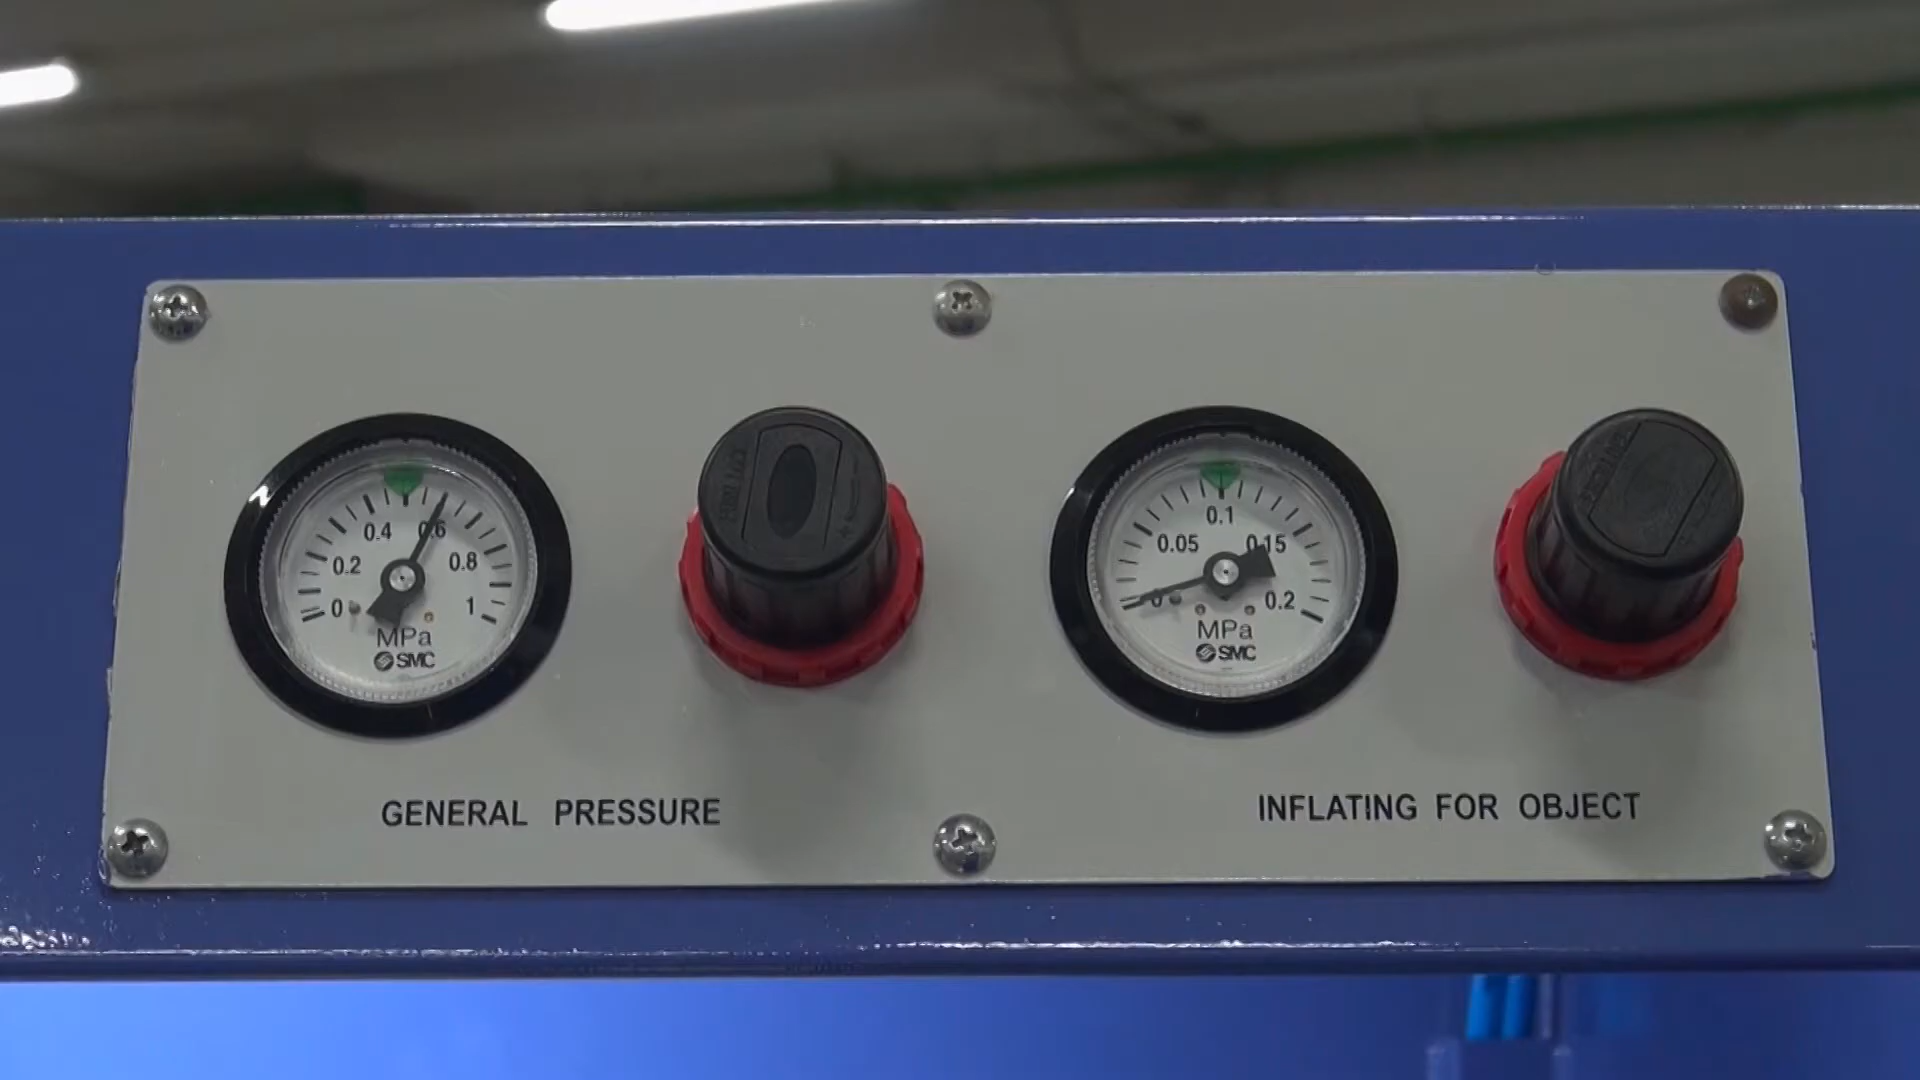 0 0.2 0.4 0.6 0.8 1
MPa
SMC
0 0.05 0.1 0.15 0.2
MPa
SMC
GENERAL PRESSURE
INFLATING FOR OBJECT